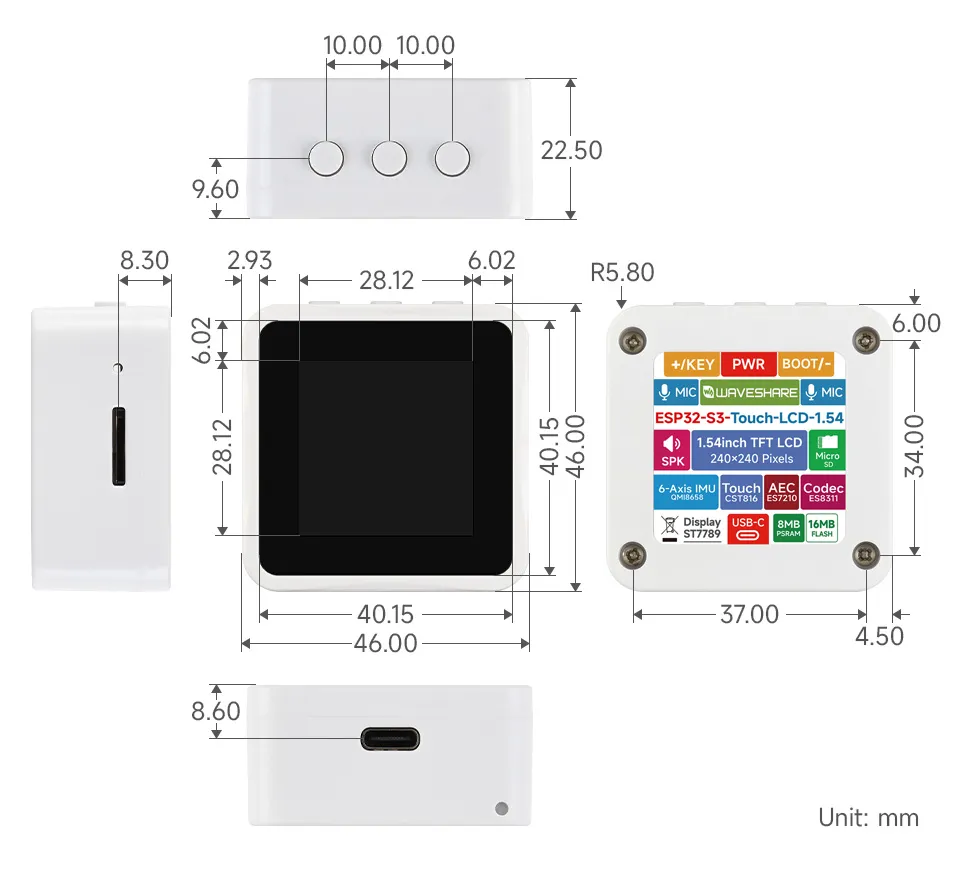 10.00 10.00
22.50
9.60
8.30
2.93
28.12
6.02
6.02
28.12
40.15
46.00
40.15
46.00
R5.80
6.00
34.00
37.00
4.50
+/KEY PWR BOOT/-
MIC WAVESHARE MIC
ESP32-S3-Touch-LCD-1.54
SPK
1.54inch TFT LCD
240×240 Pixels
Micro
SD
6-Axis IMU
QMI8658
Touch
CST816
AEC
ES7210
Codec
ES8311
Display
ST7789
USB-C
8MB
PSRAM
16MB
FLASH
8.60
Unit: mm